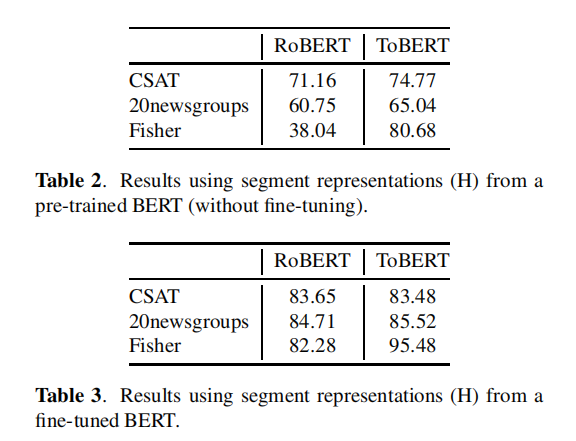 RoBERT ToBERT
CSAT 71.16 74.77
20newsgroups 60.75 65.04
Fisher 38.04 80.68
Table 2. Results using segment representations (H) from a
pre-trained BERT (without fine-tuning).
RoBERT ToBERT
CSAT 83.65 83.48
20newsgroups 84.71 85.52
Fisher 82.28 95.48
Table 3. Results using segment representations (H) from a
fine-tuned BERT.